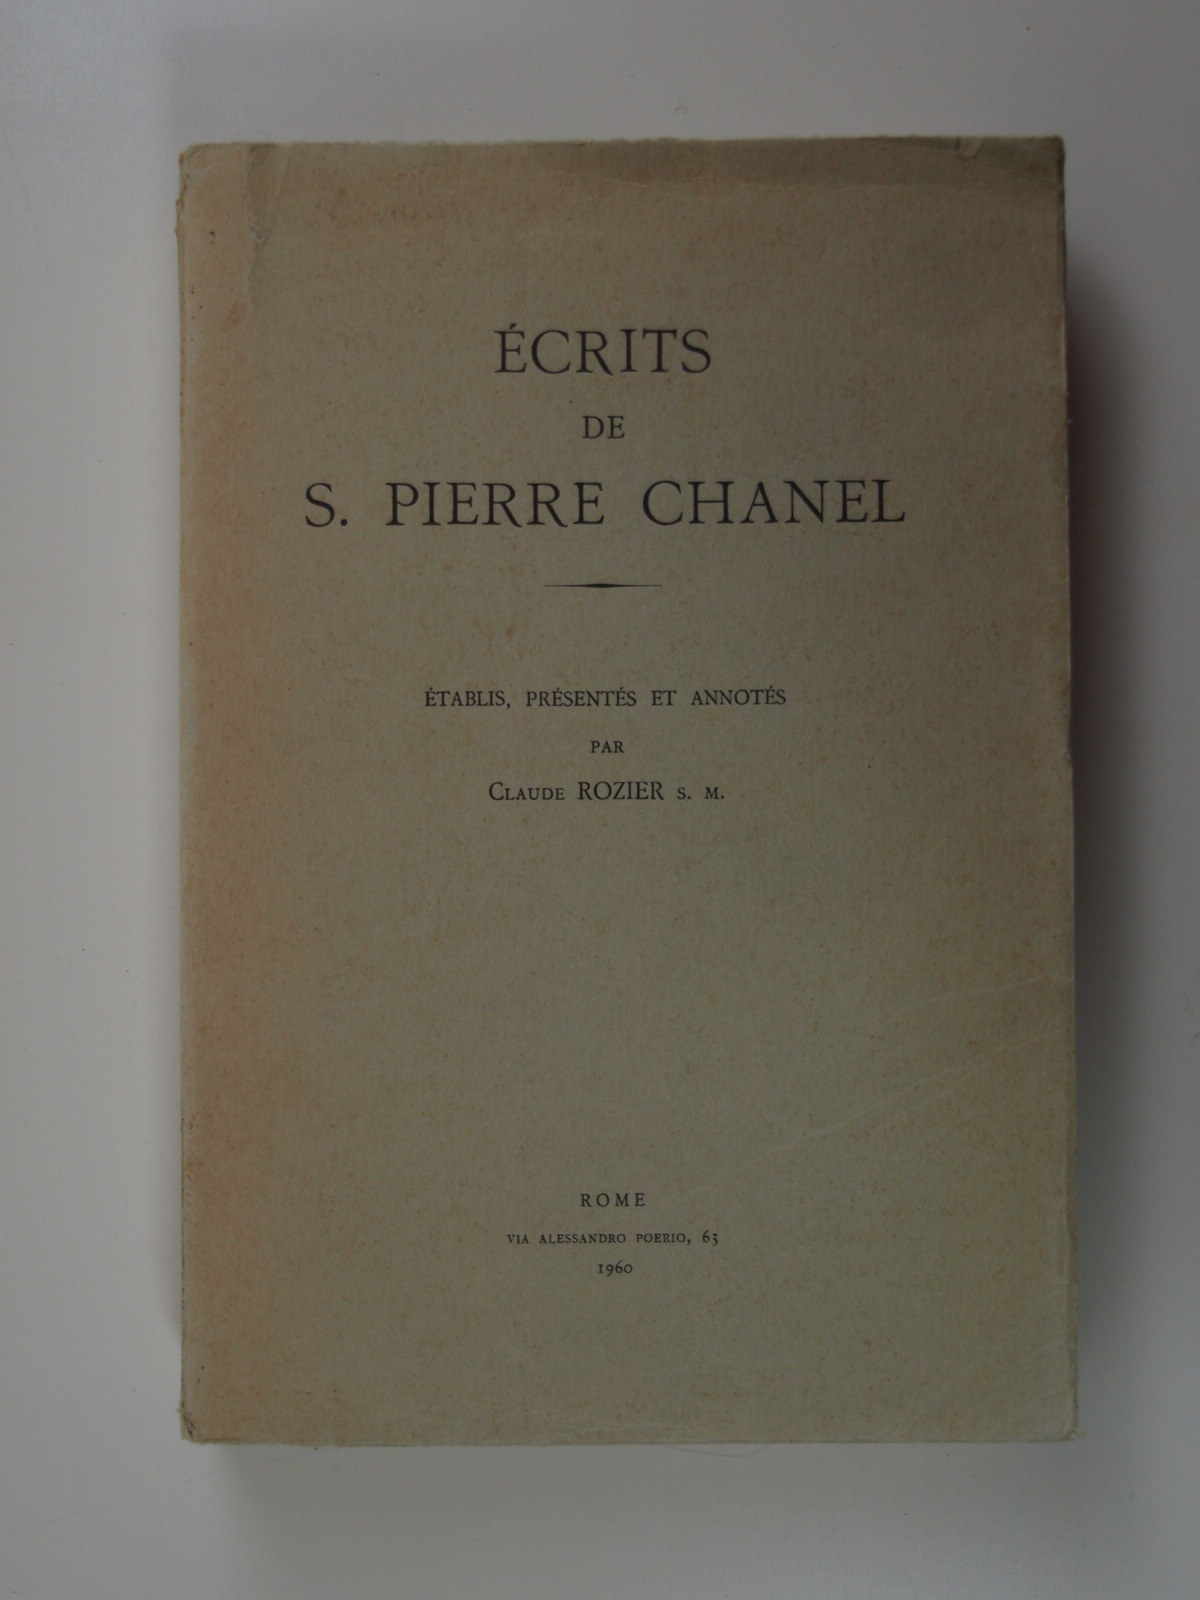 ÉCRITS
DE
S. PIERRE CHANEL
ÉTABLIS, PRÉSENTÉS ET ANNOTÉS
PAR
CLAUDE ROZIER S. M.
ROME
VIA ALESSANDRO POERIO, 63
1960